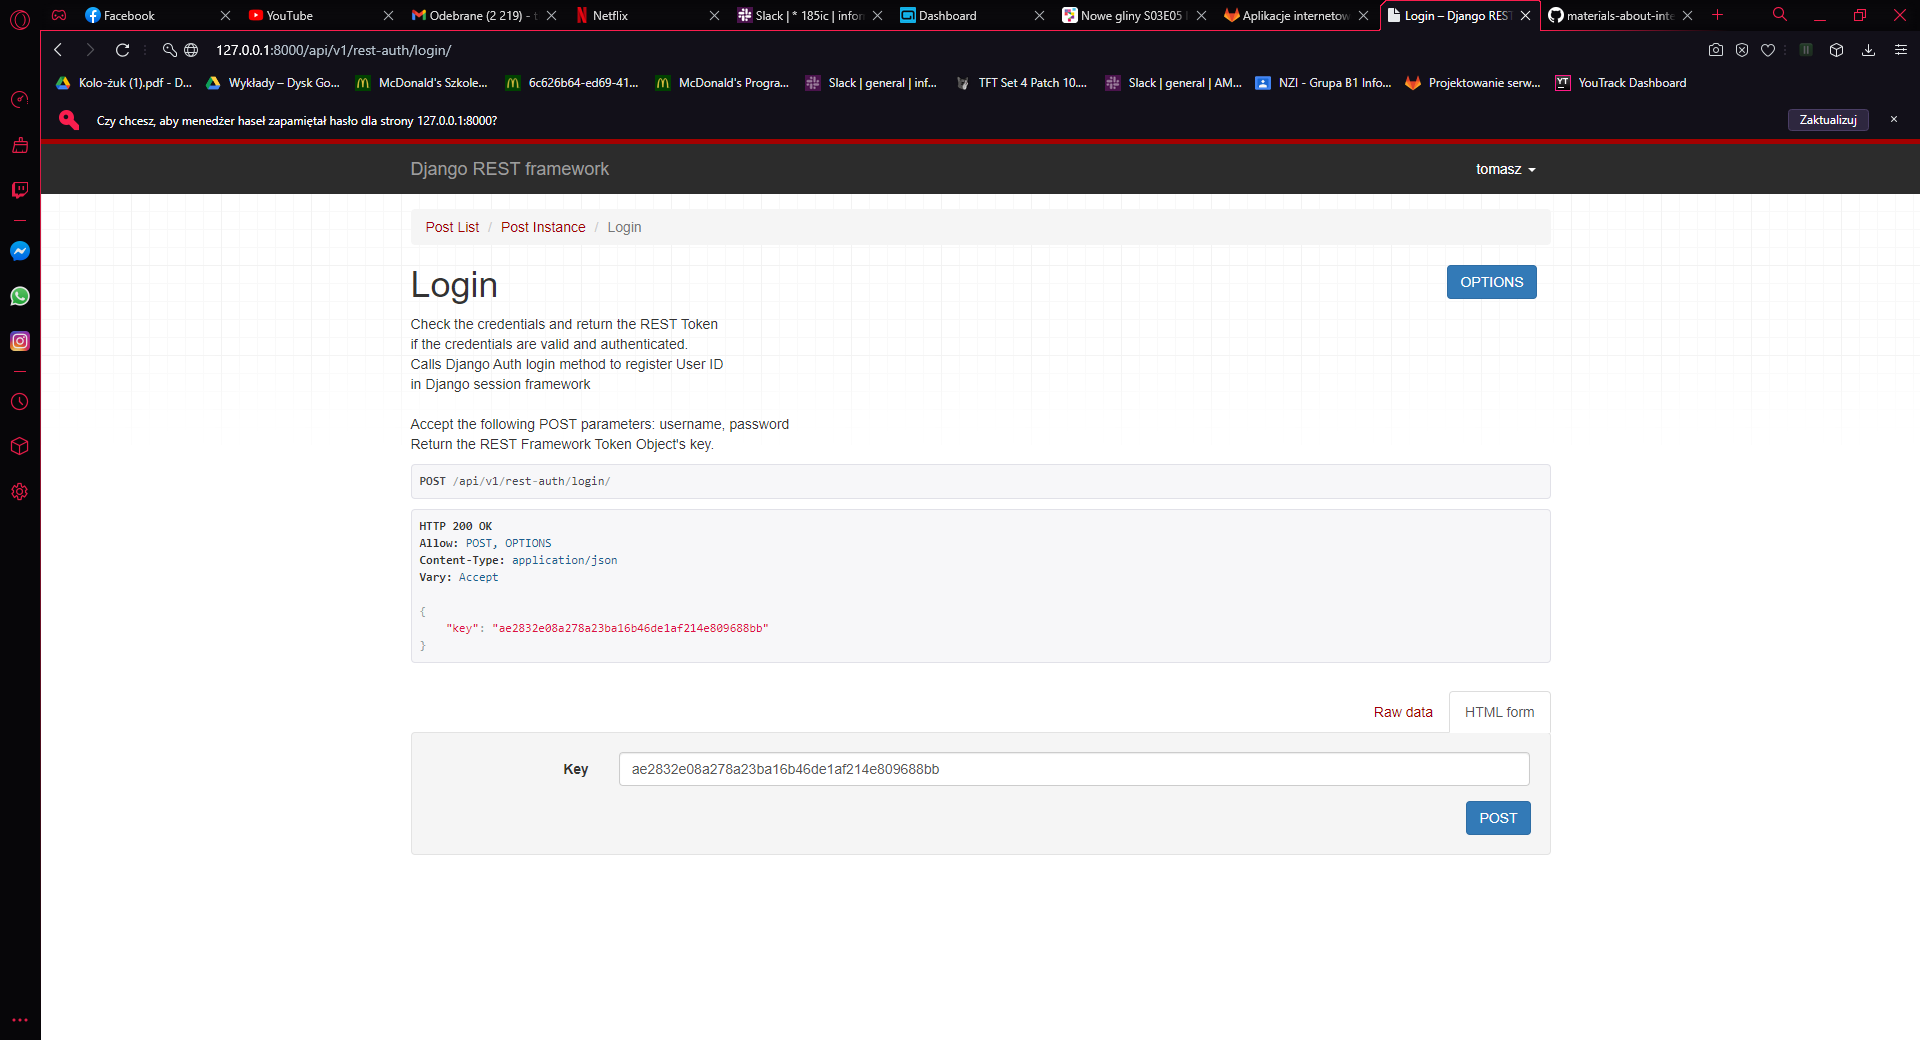 Facebook
YouTube
Odebrane (2 219) - t
Netflix
Slack | * 185ic | infor
Dashboard
Nowe gliny S03E05
Aplikacje internetow
Login – Django REST
materials-about-inte
127.0.0.1:8000/api/v1/rest-auth/login/
Kolo-żuk (1).pdf - D...
Wykłady – Dysk Go...
McDonald's Szkole...
6c626b64-ed69-41...
McDonald's Progra...
Slack | general | inf...
TFT Set 4 Patch 10....
Slack | general | AM...
NZI - Grupa B1 Info...
Projektowanie serw...
YT
YouTrack Dashboard
Czy chcesz, aby menedżer haseł zapamiętał hasło dla strony 127.0.0.1:8000?
Zaktualizuj
Django REST framework
tomasz
Post List / Post Instance / Login
Login
OPTIONS
Check the credentials and return the REST Token
if the credentials are valid and authenticated.
Calls Django Auth login method to register User ID
in Django session framework
Accept the following POST parameters: username, password
Return the REST Framework Token Object's key.
POST /api/v1/rest-auth/login/
HTTP 200 OK
Allow: POST, OPTIONS
Content-Type: application/json
Vary: Accept
{
"key": "ae2832e08a278a23ba16b46de1af214e809688bb"
}
Raw data
HTML form
Key
ae2832e08a278a23ba16b46de1af214e809688bb
POST